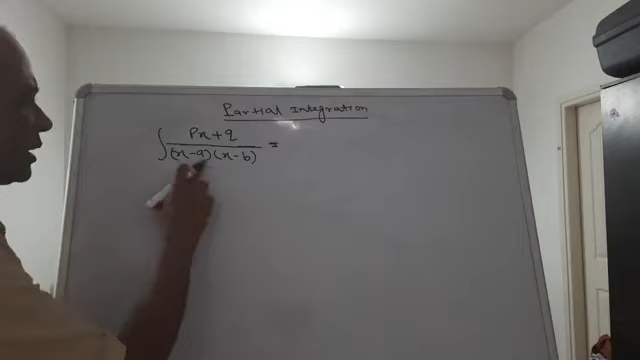 Partial Integration
∫ Px+q
(x-a)(x-b) =